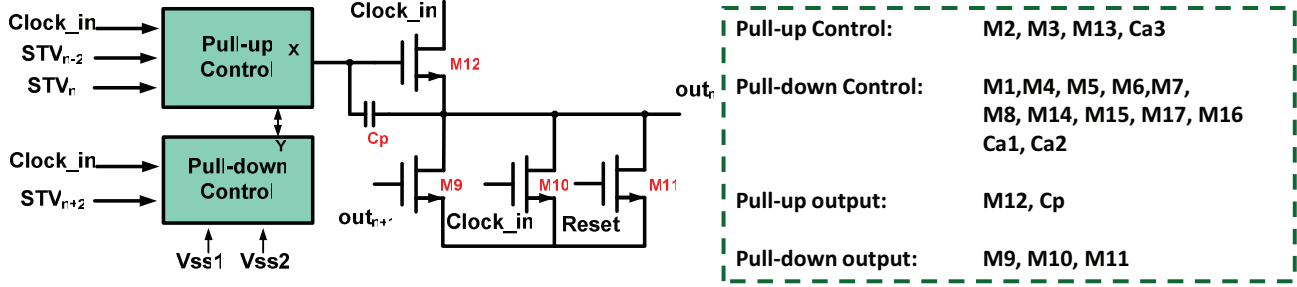 Clock_in
STVn-2
STVn
Pull-up
Control
X
Clock_in
M12
Cp
outn
Clock_in
STVn+2
Y
Pull-down
Control
Vss1
Vss2
M9
M10
M11
outn+1
Clock_in
Reset
Pull-up Control: M2, M3, M13, Ca3
Pull-down Control: M1,M4, M5, M6,M7,
M8, M14, M15, M17, M16
Ca1, Ca2
Pull-up output: M12, Cp
Pull-down output: M9, M10, M11